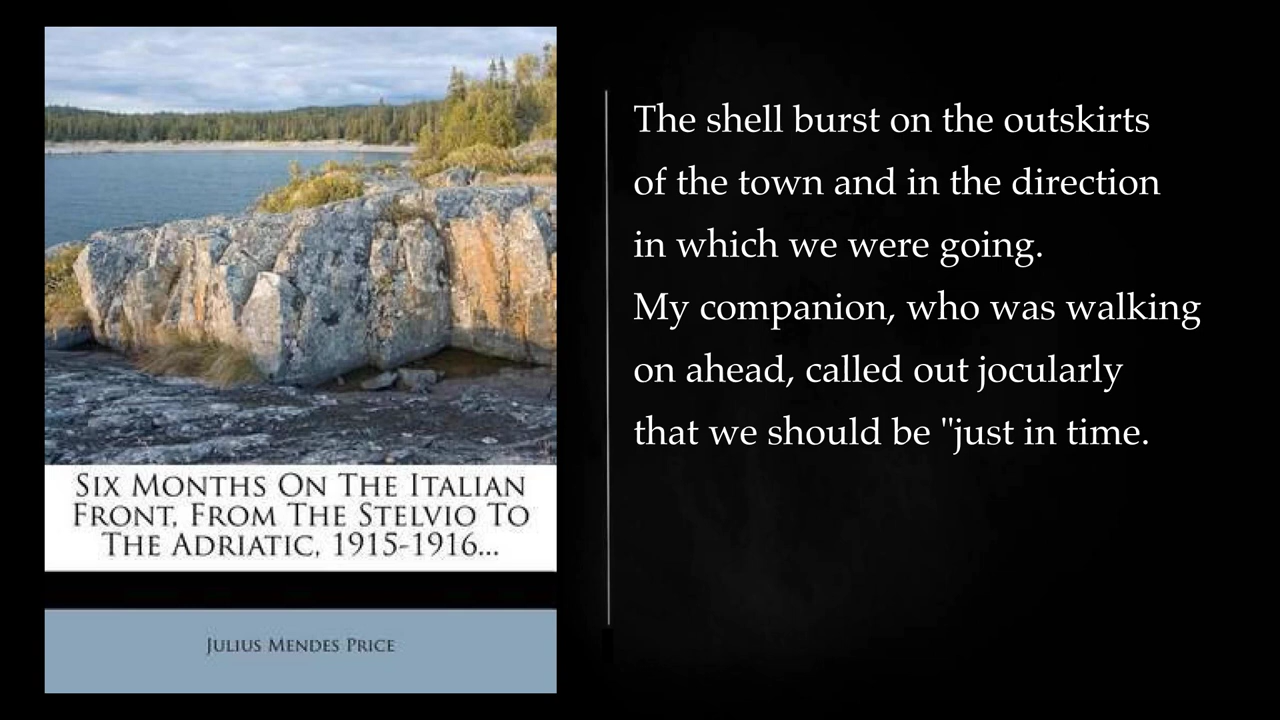 SIX MONTHS ON THE ITALIAN
FRONT, FROM THE STELVIO TO
THE ADRIATIC, 1915-1916...
JULIUS MENDES PRICE
The shell burst on the outskirts
of the town and in the direction
in which we were going.
My companion, who was walking
on ahead, called out jocularly
that we should be "just in time.